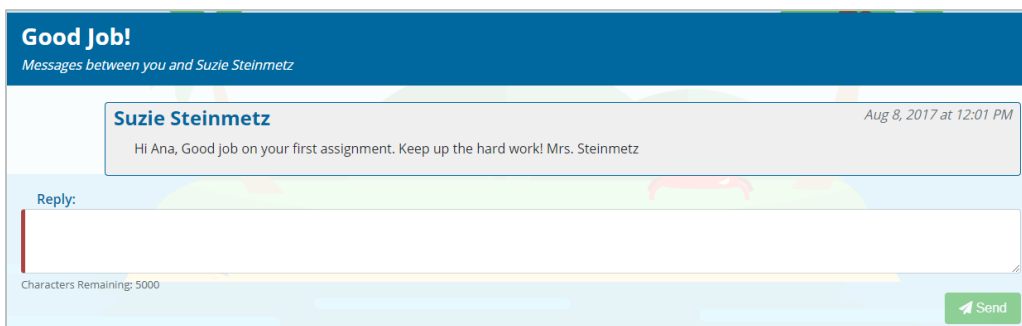 Good Job!
Messages between you and Suzie Steinmetz
Suzie Steinmetz
Aug 8, 2017 at 12:01 PM
Hi Ana, Good job on your first assignment. Keep up the hard work! Mrs. Steinmetz
Reply:
Characters Remaining: 5000
Send